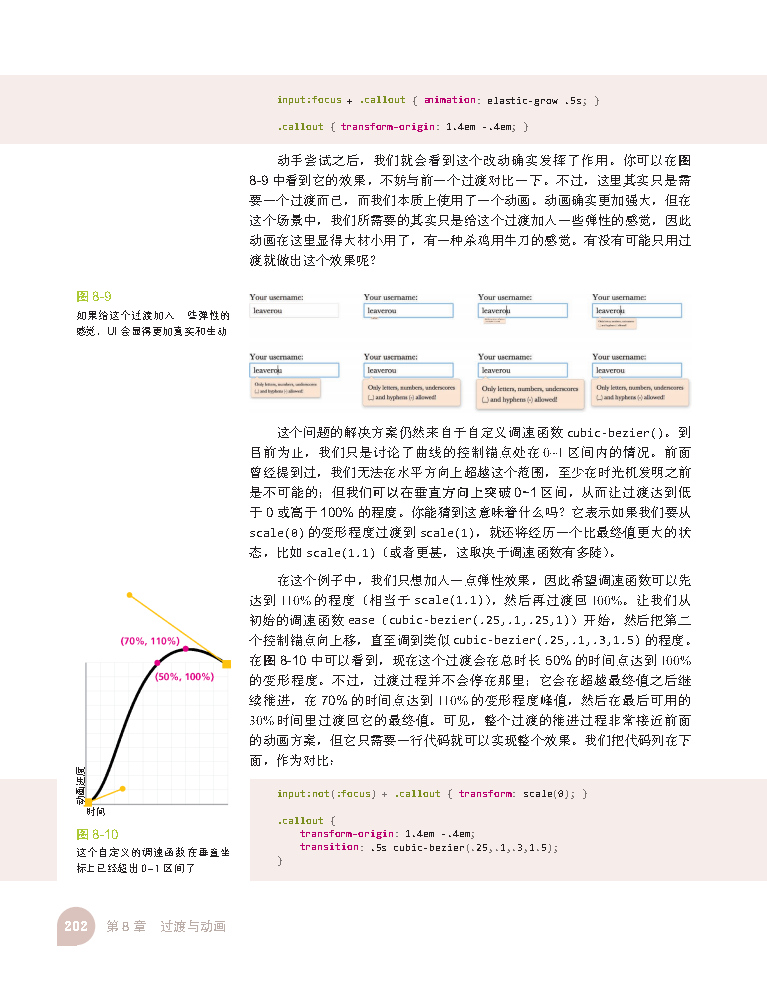 input:focus + .callout { animation: elastic-grow .5s; }
.callout { transform-origin: 1.4em -.4em; }
动手尝试之后，我们就会看到这个改动确实发挥了作用。你可以在图
8-9 中看到它的效果，不妨与前一个过渡对比一下。不过，这里其实只是需
要一个过渡而已，而我们本质上使用了一个动画。动画确实更加强大，但在
这个场景中，我们所需要的其实只是给这个过渡加入一些弹性的感觉，因此
动画在这里显得大材小用了，有一种杀鸡用牛刀的感觉。有没有可能只用过
渡就做出这个效果呢？
图 8-9
如果给这个过渡加入一些弹性的
感觉，UI 会显得更加真实和生动
Your username: Your username: Your username: Your username:
leaverou leaverou leaverou leaverou
Your username: Your username: Your username: Your username:
leaverou leaverou leaverou leaverou
Only letters, numbers, underscores Only letters, numbers, underscores Only letters, numbers, underscores Only letters, numbers, underscores
(_) and hyphens (-) allowed! (_) and hyphens (-) allowed! (_) and hyphens (-) allowed! (_) and hyphens (-) allowed!
这个问题的解决方案仍然来自于自定义调速函数 cubic-bezier()。到
目前为止，我们只是讨论了曲线的控制锚点处在 0~1 区间内的情况。前面
曾经提到过，我们无法在水平方向上超越这个范围，至少在时光机发明之前
是不可能的；但我们可以在垂直方向上突破 0~1 区间，从而让过渡达到低
于 0 或高于 100% 的程度。你能猜到这意味着什么吗？它表示如果我们要从
scale(0) 的变形程度过渡到 scale(1)，就还将经历一个比最终值更大的状
态，比如 scale(1.1)（或者更甚，这取决于调速函数有多陡）。
在这个例子中，我们只想加入一点弹性效果，因此希望调速函数可以先
达到 110% 的程度（相当于 scale(1.1)），然后再过渡回 100%。让我们从
初始的调速函数 ease（cubic-bezier(.25,.1,.25,1)）开始，然后把第二
个控制锚点向上移，直至调到类似 cubic-bezier(.25,.1,.3,1.5) 的程度。
在图 8-10 中可以看到，现在这个过渡会在总时长 50% 的时间点达到 100%
的变形程度。不过，过渡过程并不会停在那里；它会在超越最终值之后继
续推进，在 70% 的时间点达到 110% 的变形程度峰值，然后在最后可用的
30% 时间里过渡回它的最终值。可见，整个过渡的推进过程非常接近前面
的动画方案，但它只需要一行代码就可以实现整个效果。我们把代码列在下
面，作为对比：
(70%, 110%)
(50%, 100%)
动画进度
时间
图 8-10
这个自定义的调速函数在垂直坐
标上已经超出 0~1 区间了
input:not(:focus) + .callout { transform: scale(0); }
.callout {
transform-origin: 1.4em -.4em;
transition: .5s cubic-bezier(.25,.1,.3,1.5);
}
202 第 8 章 过渡与动画